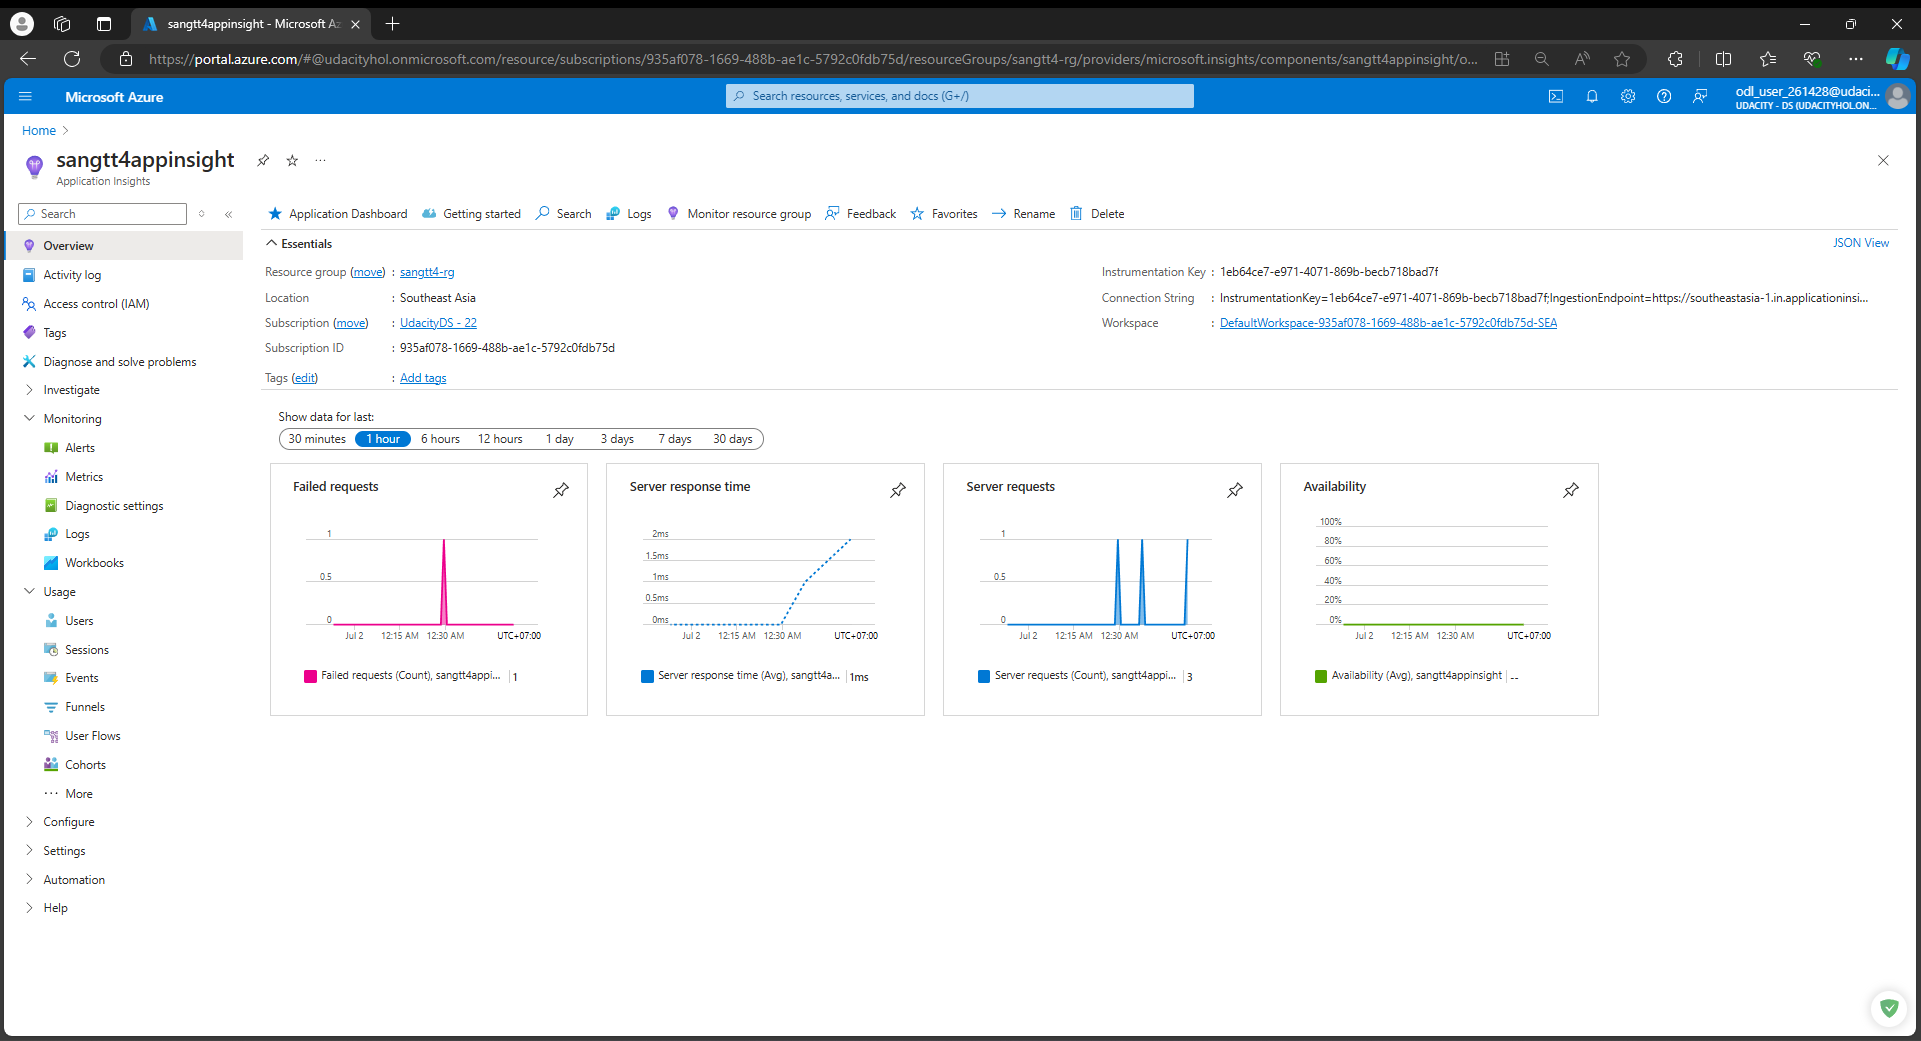 sangtt4appinsight - Microsoft Az
https://portal.azure.com/#@udacityhol.onmicrosoft.com/resource/subscriptions/935af078-1669-488b-ae1c-5792c0fdb75d/resourceGroups/sangtt4-rg/providers/microsoft.insights/components/sangtt4appinsight/o...
Microsoft Azure
Search resources, services, and docs (G+/)
odl_user_261428@udaci...
UDACITY - DS (UDACITYHOL.ON...
Home
sangtt4appinsight
Application Insights
Search
Application Dashboard
Getting started
Search
Logs
Monitor resource group
Feedback
Favorites
Rename
Delete
Overview
Activity log
Access control (IAM)
Tags
Diagnose and solve problems
Investigate
Monitoring
Alerts
Metrics
Diagnostic settings
Logs
Workbooks
Usage
Users
Sessions
Events
Funnels
User Flows
Cohorts
More
Configure
Settings
Automation
Help
Essentials
JSON View
Resource group (move) : sangtt4-rg
Location : Southeast Asia
Subscription (move) : UdacityDS - 22
Subscription ID : 935af078-1669-488b-ae1c-5792c0fdb75d
Tags (edit) : Add tags
Instrumentation Key : 1eb64ce7-e971-4071-869b-becb718bad7f
Connection String : InstrumentationKey=1eb64ce7-e971-4071-869b-becb718bad7f;IngestionEndpoint=https://southeastasia-1.in.applicationinsi...
Workspace : DefaultWorkspace-935af078-1669-488b-ae1c-5792c0fdb75d-SEA
Show data for last:
30 minutes 1 hour 6 hours 12 hours 1 day 3 days 7 days 30 days
Failed requests
1
0.5
0
Jul 2 12:15 AM 12:30 AM UTC+07:00
Failed requests (Count), sangtt4appi... 1
Server response time
2ms
1.5ms
1ms
0.5ms
0ms
Jul 2 12:15 AM 12:30 AM UTC+07:00
Server response time (Avg), sangtt4a... 1ms
Server requests
1
0.5
0
Jul 2 12:15 AM 12:30 AM UTC+07:00
Server requests (Count), sangtt4appi... 3
Availability
100%
80%
60%
40%
20%
0%
Jul 2 12:15 AM 12:30 AM UTC+07:00
Availability (Avg), sangtt4appinsight --